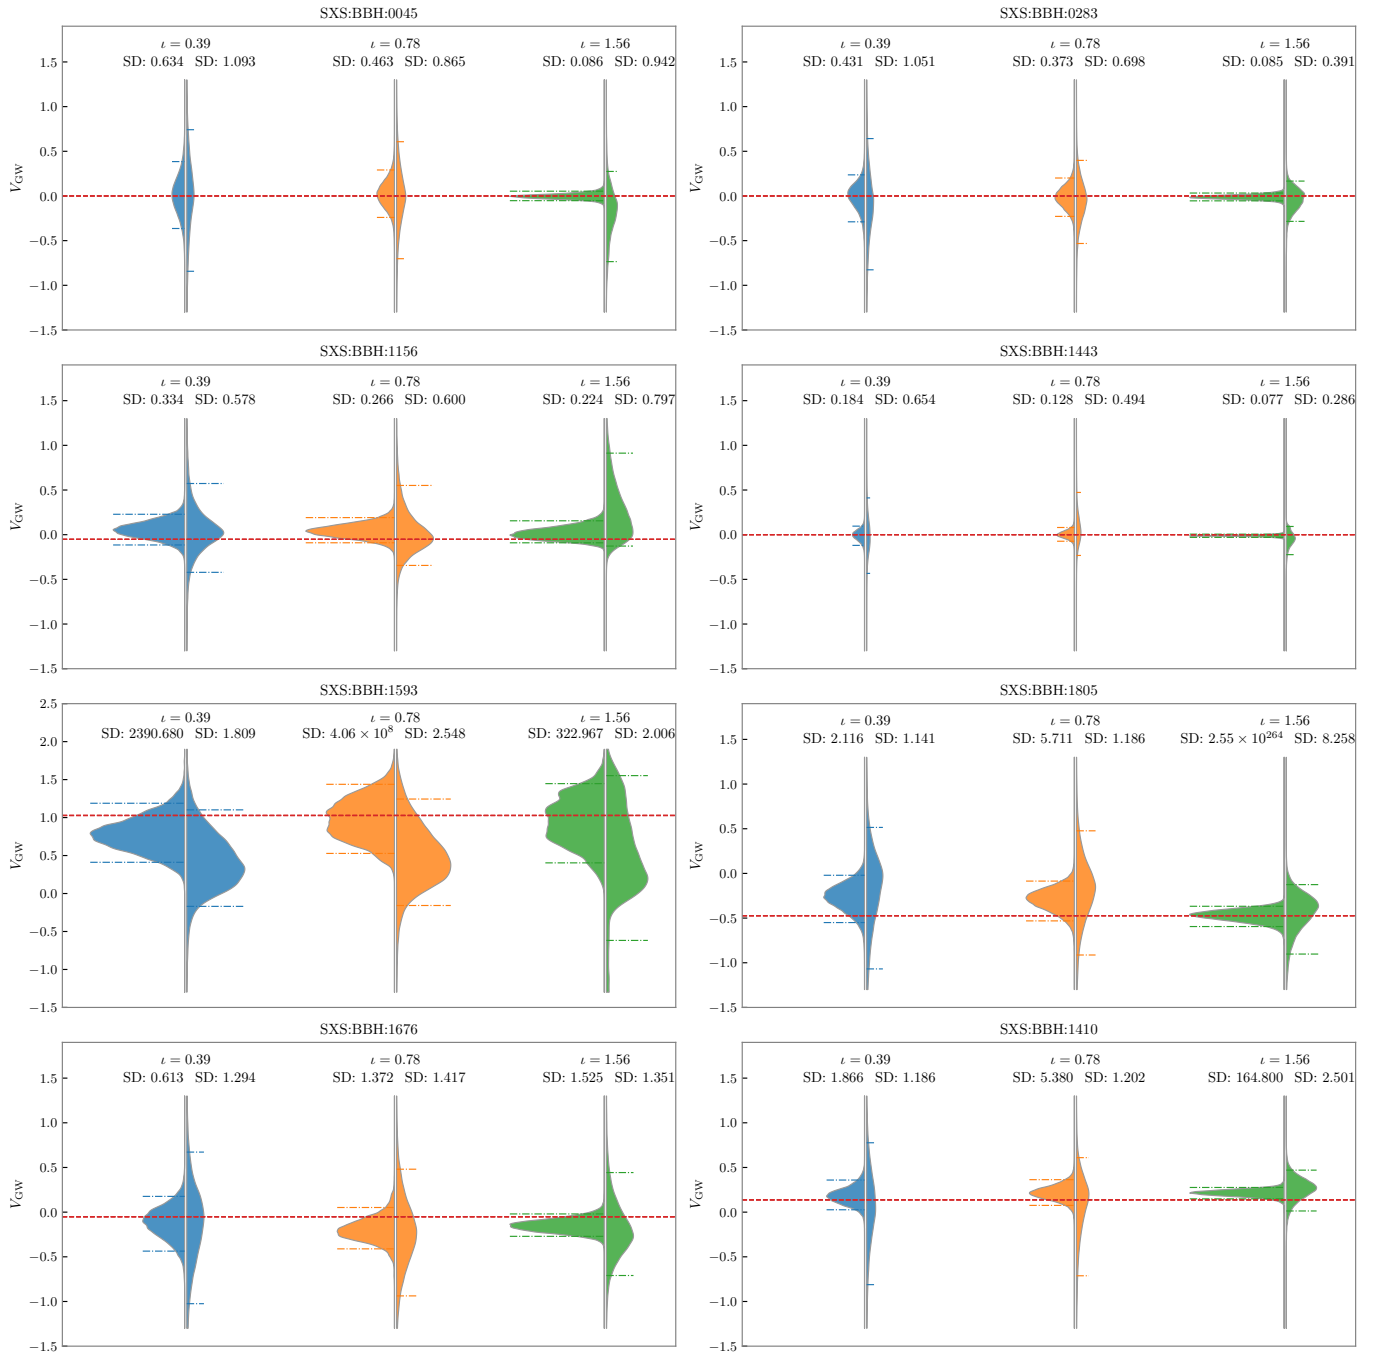 SXS:BBH:0045
ι = 0.39 ι = 0.78 ι = 1.56
SD: 0.634 SD: 1.093 SD: 0.463 SD: 0.865 SD: 0.086 SD: 0.942
1.5
1.0
0.5
0.0
−0.5
−1.0
−1.5
V_GW
SXS:BBH:0283
ι = 0.39 ι = 0.78 ι = 1.56
SD: 0.431 SD: 1.051 SD: 0.373 SD: 0.698 SD: 0.085 SD: 0.391
1.5
1.0
0.5
0.0
−0.5
−1.0
−1.5
V_GW
SXS:BBH:1156
ι = 0.39 ι = 0.78 ι = 1.56
SD: 0.334 SD: 0.578 SD: 0.266 SD: 0.600 SD: 0.224 SD: 0.797
1.5
1.0
0.5
0.0
−0.5
−1.0
−1.5
V_GW
SXS:BBH:1443
ι = 0.39 ι = 0.78 ι = 1.56
SD: 0.184 SD: 0.654 SD: 0.128 SD: 0.494 SD: 0.077 SD: 0.286
1.5
1.0
0.5
0.0
−0.5
−1.0
−1.5
V_GW
SXS:BBH:1593
ι = 0.39 ι = 0.78 ι = 1.56
SD: 2390.680 SD: 1.809 SD: 4.06 × 10^8 SD: 2.548 SD: 322.967 SD: 2.006
2.5
2.0
1.5
1.0
0.5
0.0
−0.5
−1.0
−1.5
V_GW
SXS:BBH:1805
ι = 0.39 ι = 0.78 ι = 1.56
SD: 2.116 SD: 1.141 SD: 5.711 SD: 1.186 SD: 2.55 × 10^264 SD: 8.258
1.5
1.0
0.5
0.0
−0.5
−1.0
−1.5
V_GW
SXS:BBH:1676
ι = 0.39 ι = 0.78 ι = 1.56
SD: 0.613 SD: 1.294 SD: 1.372 SD: 1.417 SD: 1.525 SD: 1.351
1.5
1.0
0.5
0.0
−0.5
−1.0
−1.5
V_GW
SXS:BBH:1410
ι = 0.39 ι = 0.78 ι = 1.56
SD: 1.866 SD: 1.186 SD: 5.380 SD: 1.202 SD: 164.800 SD: 2.501
1.5
1.0
0.5
0.0
−0.5
−1.0
−1.5
V_GW